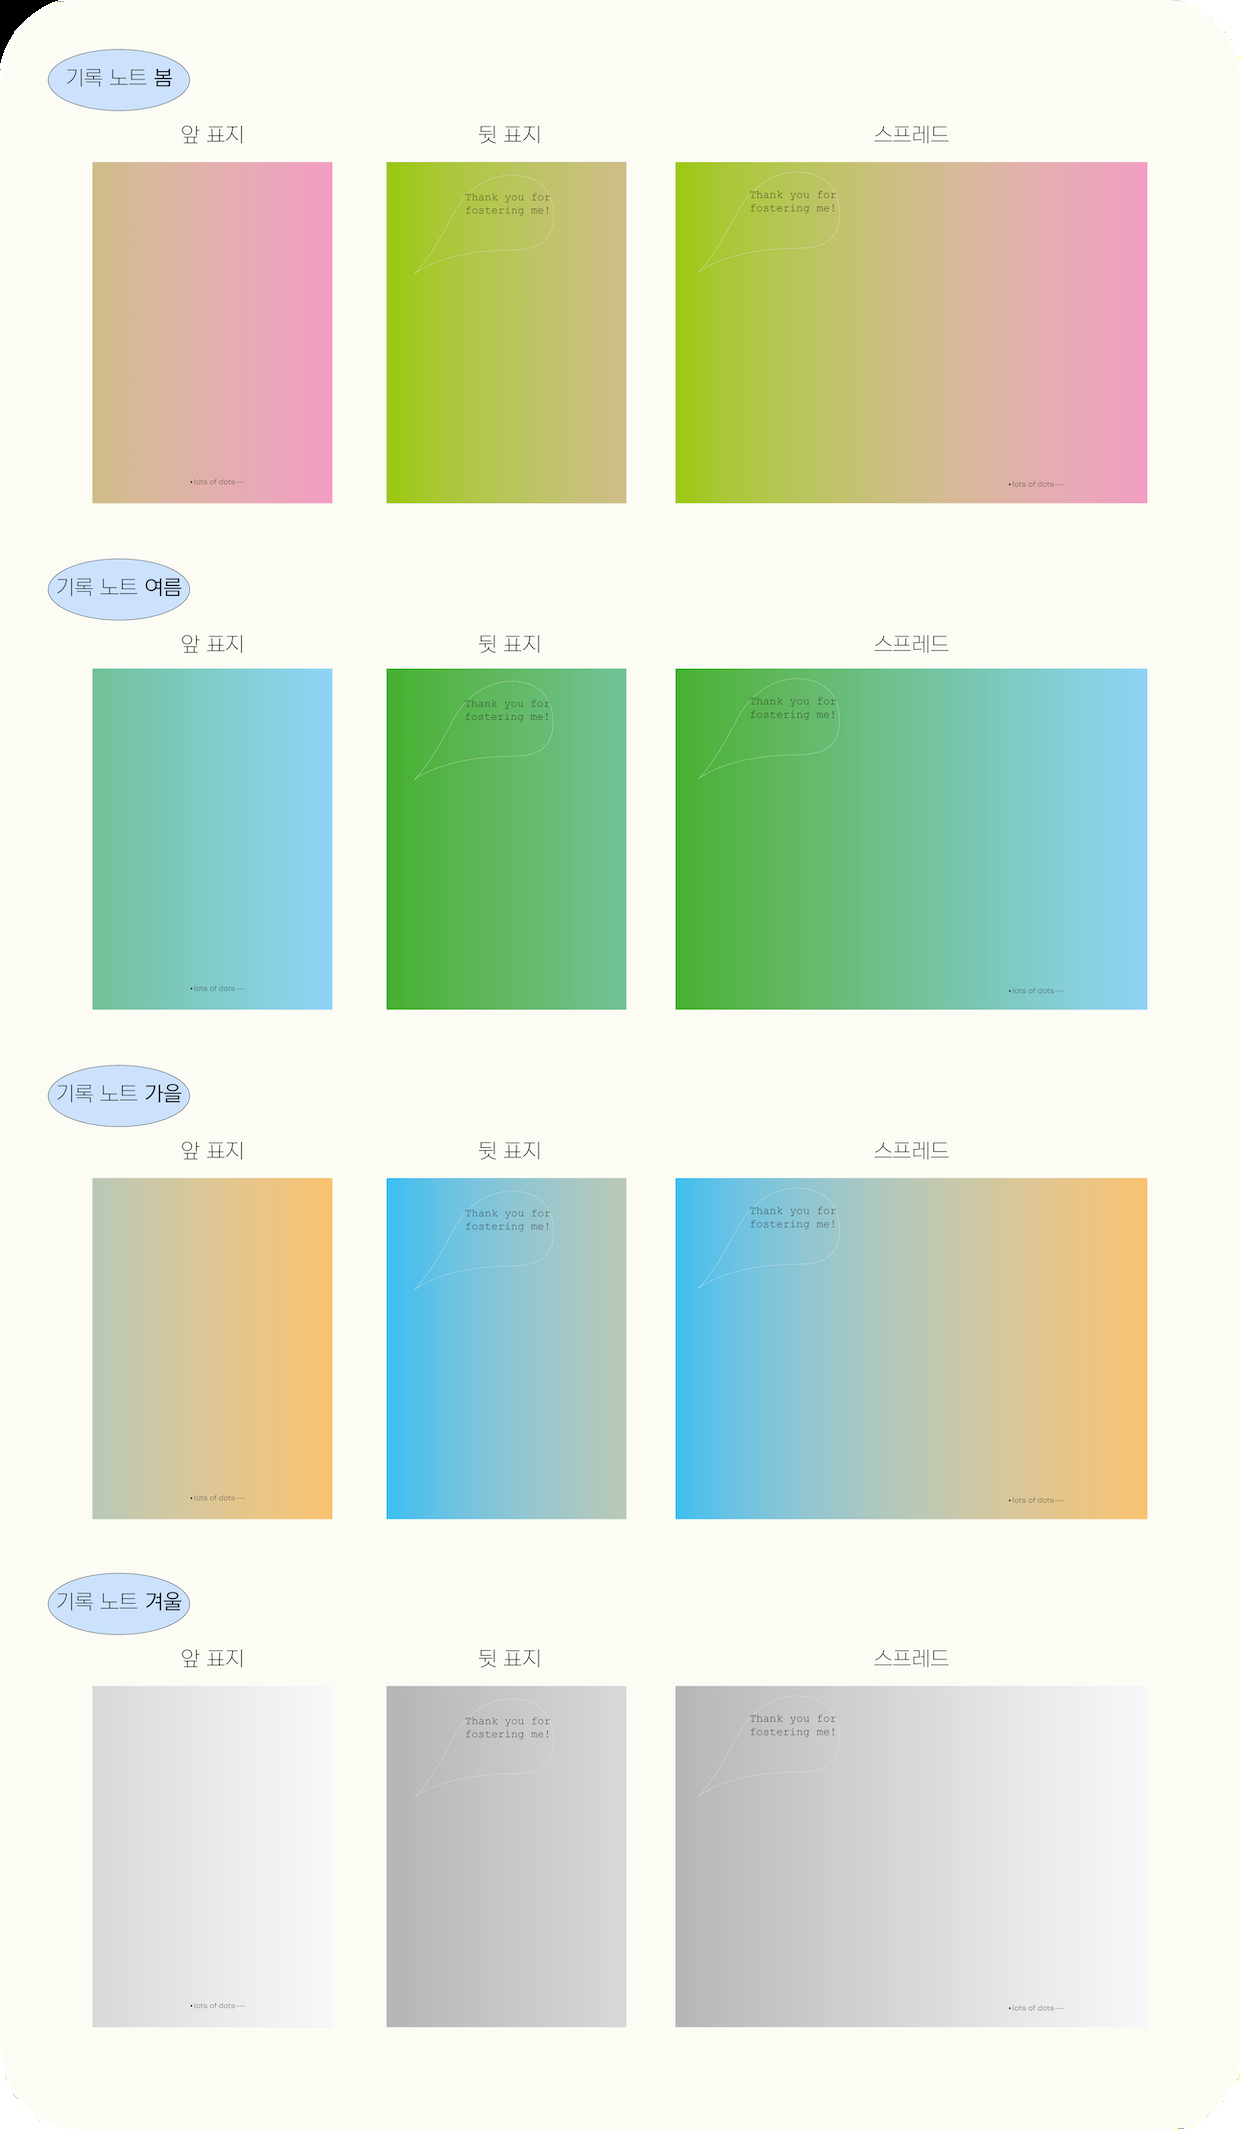 기록 노트 봄
앞 표지
뒷 표지
스프레드
Thank you for
fostering me!
Thank you for
fostering me!
•lots of dots—
•lots of dots—
기록 노트 여름
앞 표지
뒷 표지
스프레드
Thank you for
fostering me!
Thank you for
fostering me!
•lots of dots—
•lots of dots—
기록 노트 가을
앞 표지
뒷 표지
스프레드
Thank you for
fostering me!
Thank you for
fostering me!
•lots of dots—
•lots of dots—
기록 노트 겨울
앞 표지
뒷 표지
스프레드
Thank you for
fostering me!
Thank you for
fostering me!
•lots of dots—
•lots of dots—